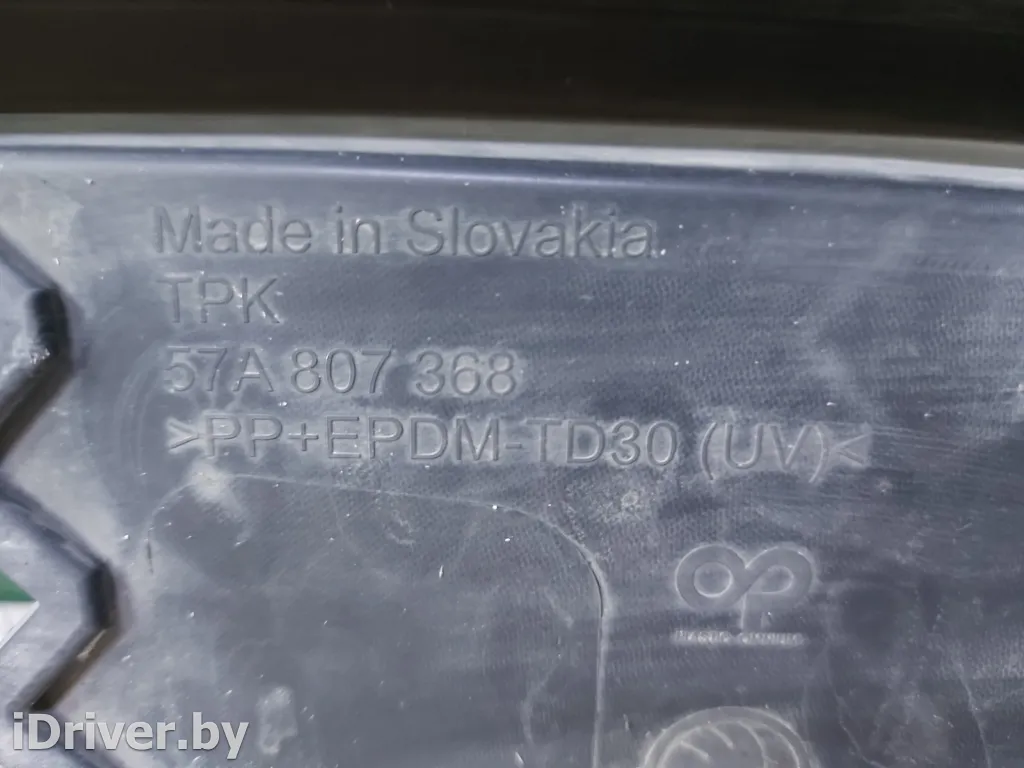 Made in Slovakia
TPK
57A 807 368
>PP+EPDM-TD30 (UV)<
iDriver.by